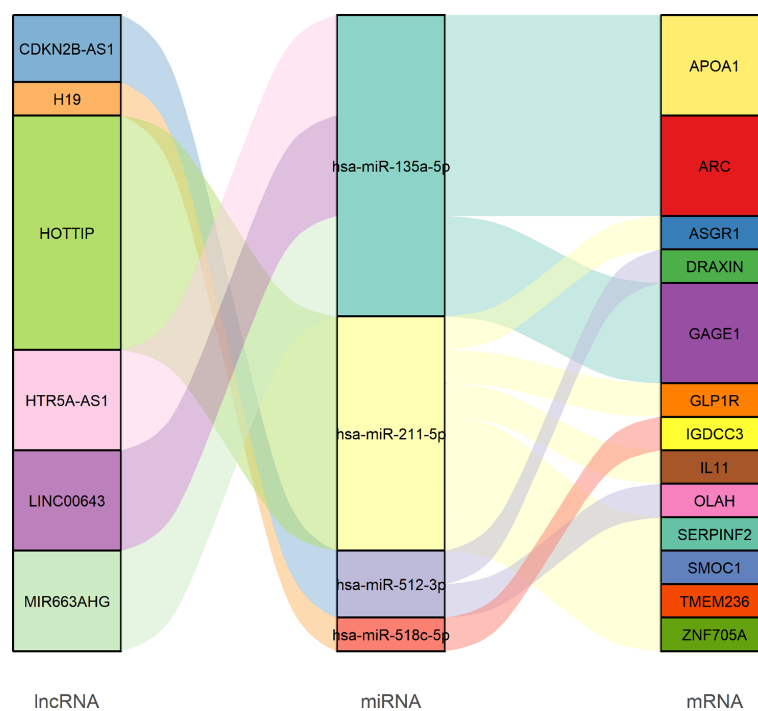 CDKN2B-AS1
H19
HOTTIP
HTR5A-AS1
LINC00643
MIR663AHG
hsa-miR-135a-5p
hsa-miR-211-5p
hsa-miR-512-3p
hsa-miR-518c-5p
APOA1
ARC
ASGR1
DRAXIN
GAGE1
GLP1R
IGDCC3
IL11
OLAH
SERPINF2
SMOC1
TMEM236
ZNF705A
lncRNA
miRNA
mRNA